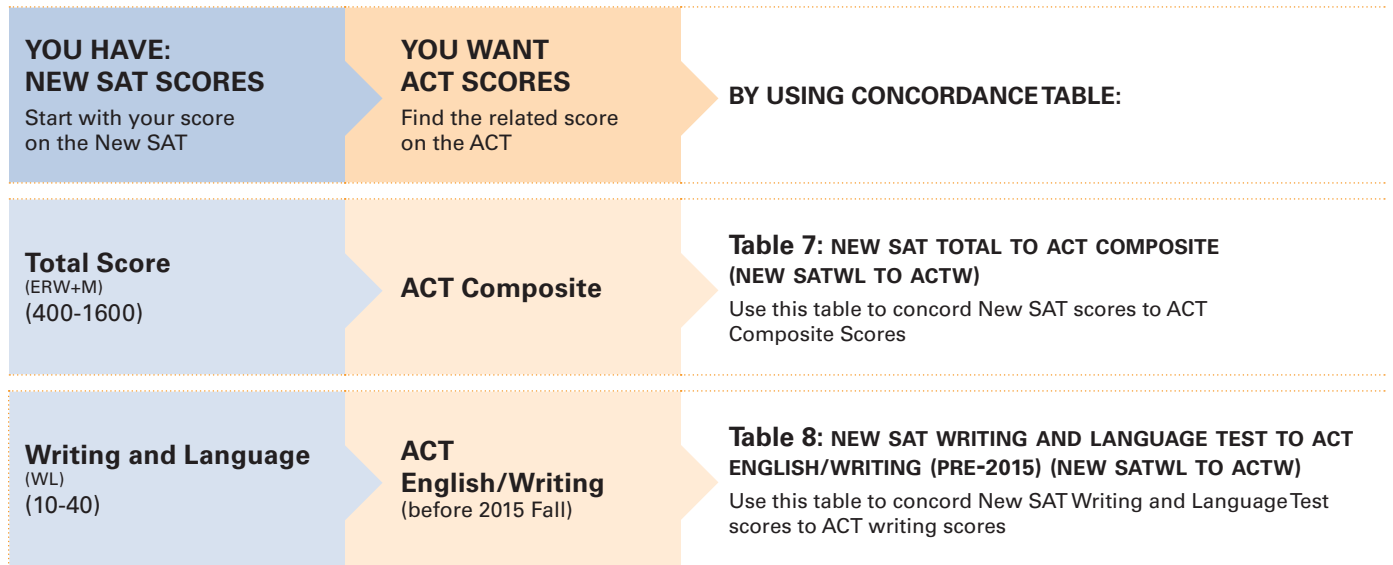 YOU HAVE:
NEW SAT SCORES
Start with your score
on the New SAT
YOU WANT
ACT SCORES
Find the related score
on the ACT
BY USING CONCORDANCE TABLE:
Total Score
(ERW+M)
(400-1600)
ACT Composite
Table 7: NEW SAT TOTAL TO ACT COMPOSITE
(NEW SATWL TO ACTW)
Use this table to concord New SAT scores to ACT
Composite Scores
Writing and Language
(WL)
(10-40)
ACT
English/Writing
(before 2015 Fall)
Table 8: NEW SAT WRITING AND LANGUAGE TEST TO ACT
ENGLISH/WRITING (PRE-2015) (NEW SATWL TO ACTW)
Use this table to concord New SAT Writing and Language Test
scores to ACT writing scores